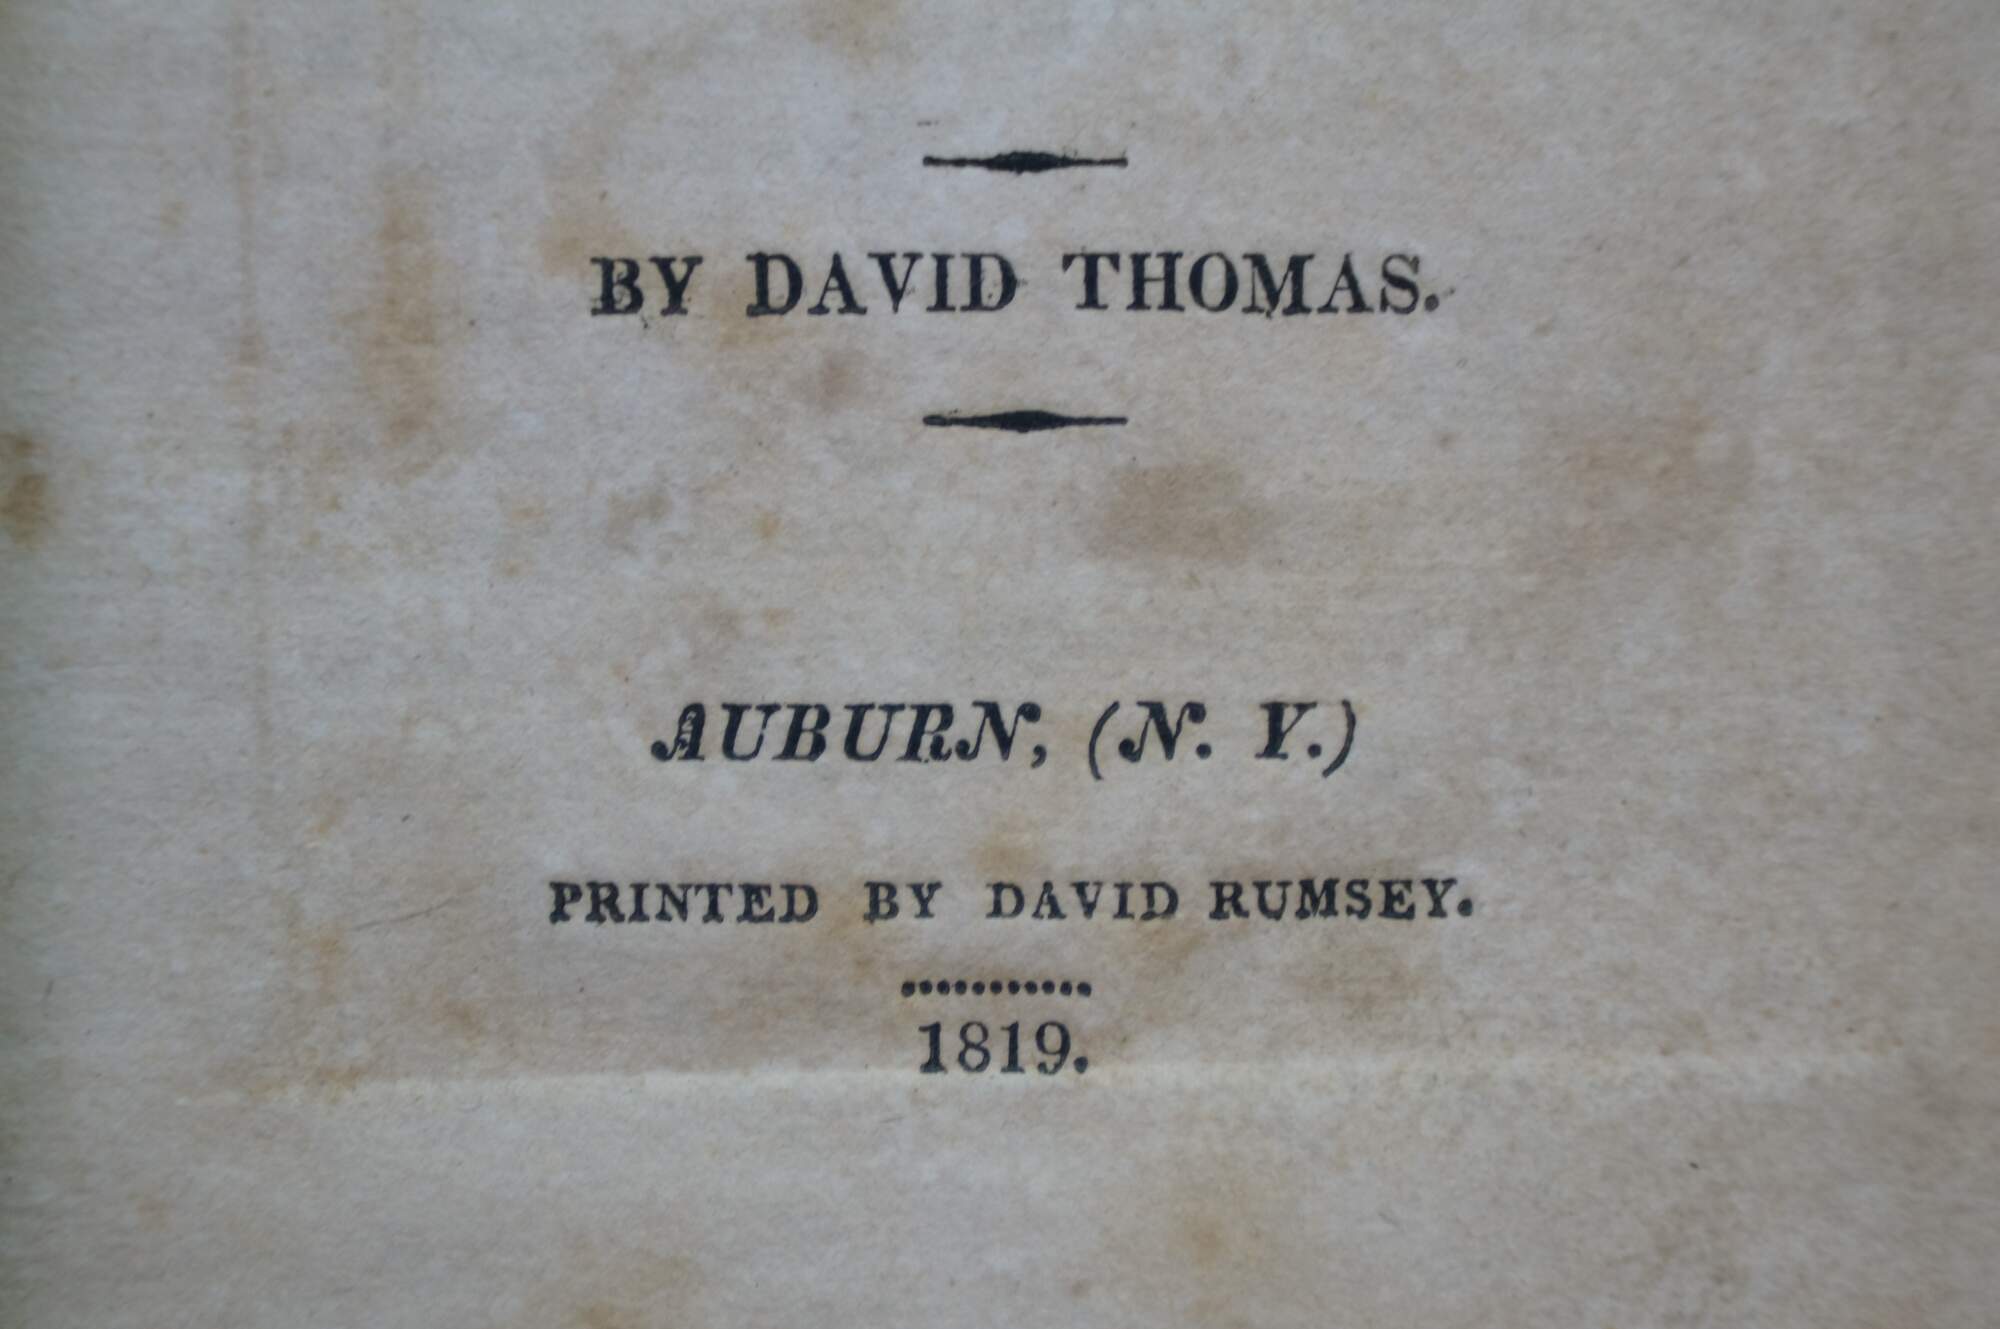 BY DAVID THOMAS.
AUBURN, (N. Y.)
PRINTED BY DAVID RUMSEY.
1819.